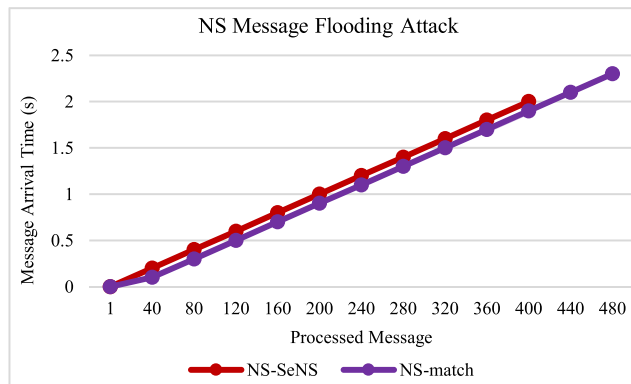 NS Message Flooding Attack
2.5
2
1.5
1
0.5
0
Message Arrival Time (s)
1 40 80 120 160 200 240 280 320 360 400 440 480
Processed Message
NS-SeNS NS-match